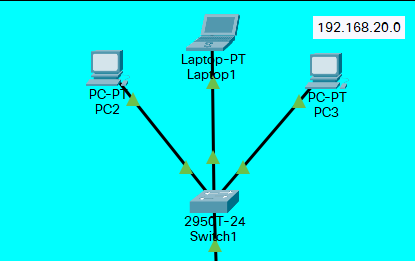 192.168.20.0
Laptop-PT
Laptop1
PC-PT
PC2
PC-PT
PC3
2950T-24
Switch1